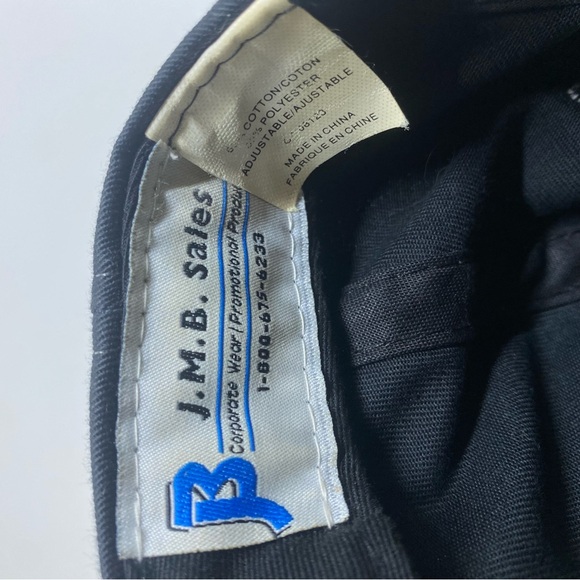 COTTON/COTON
POLYESTER
ADJUSTABLE/AJUSTABLE
MADE IN CHINA
FABRIQUE EN CHINE
J.M.B. Sales
Corporate Wear / Promotional
1-800-675-6233
JB